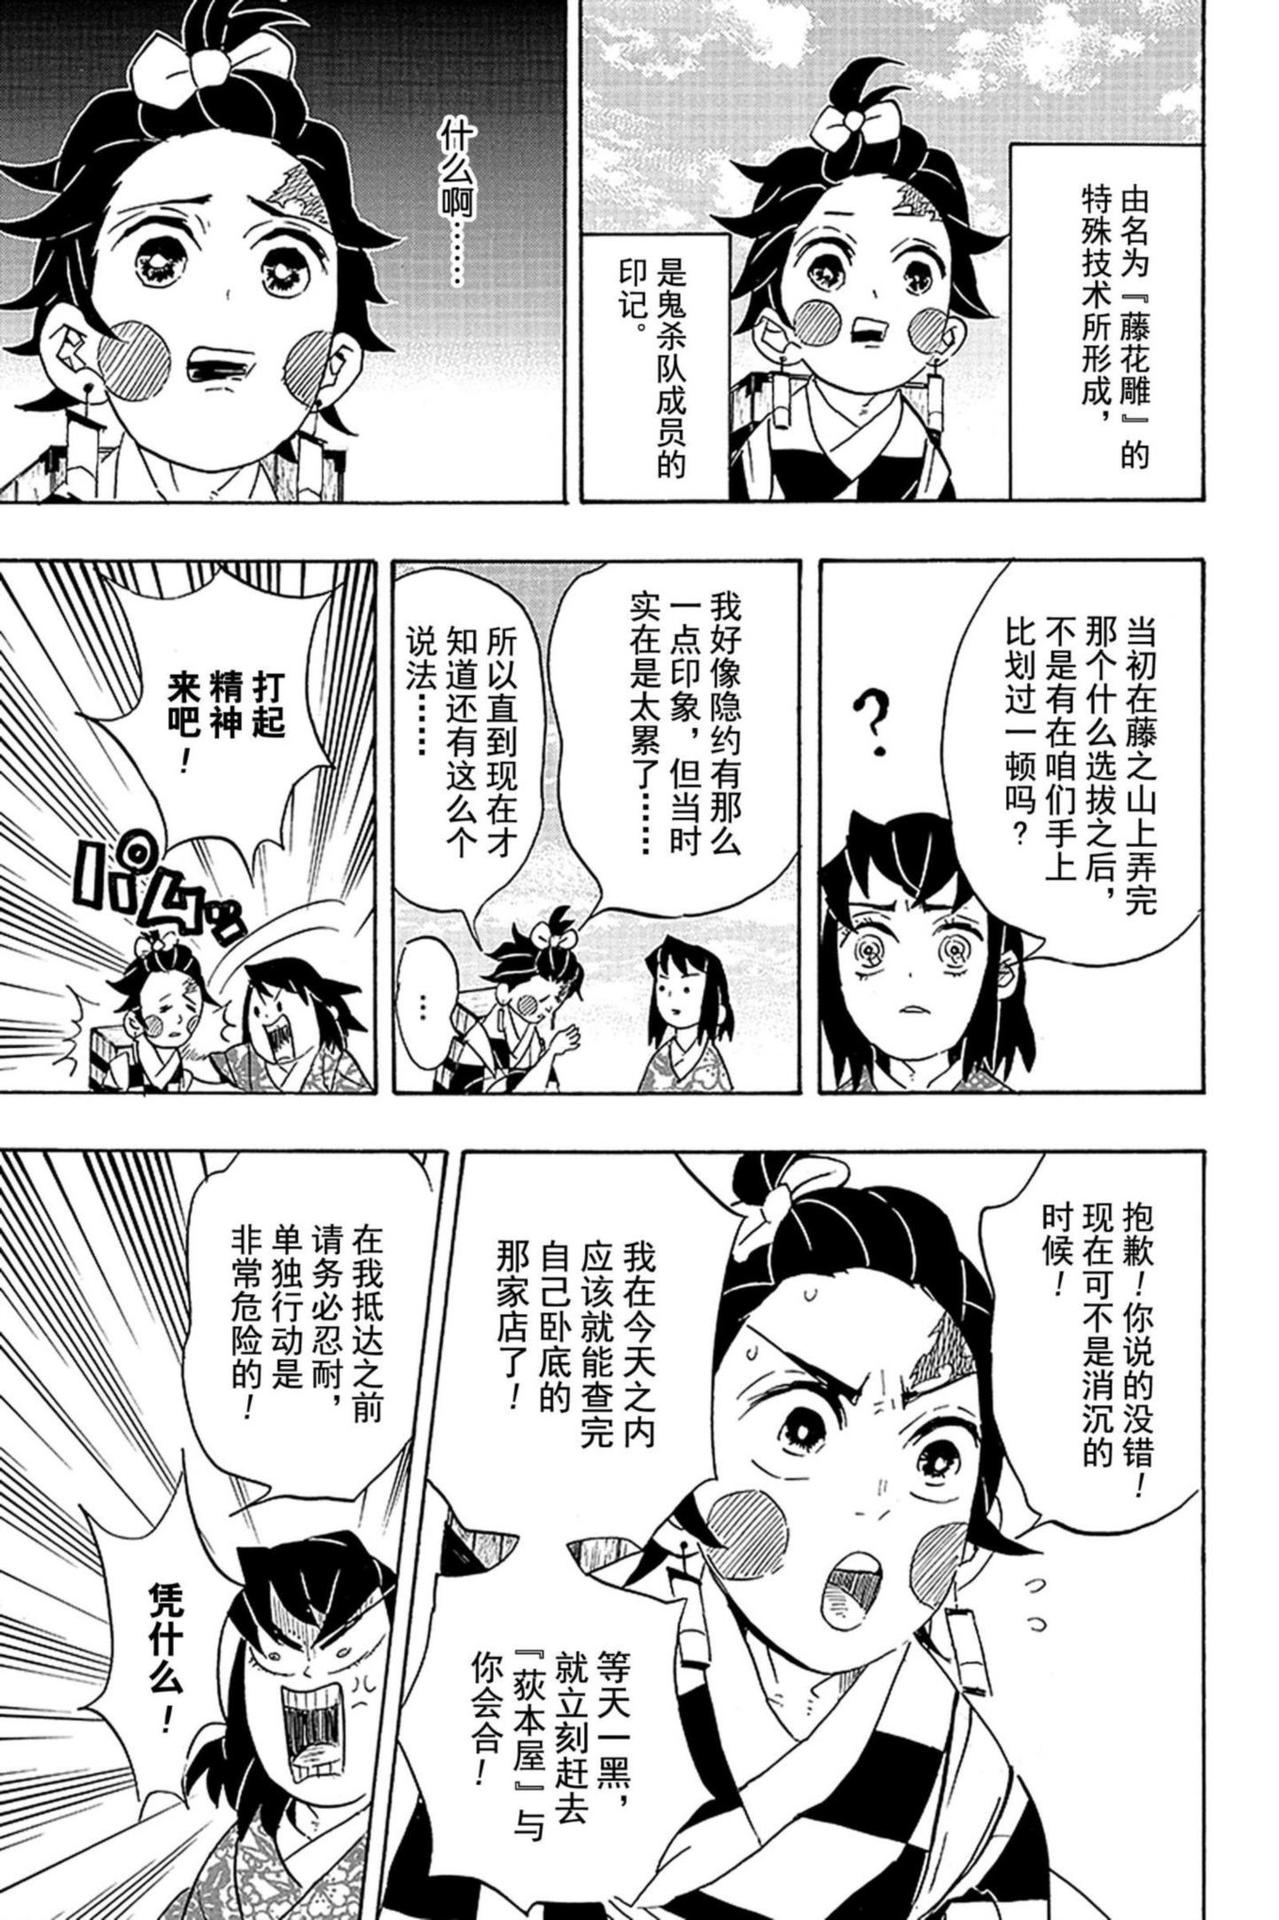 由名为『藤花雕』的
特殊技术所形成，
是鬼杀队成员的
印记。
什么啊……
当初在藤之山上弄完
那个什么选拔之后，
不是有在咱们手上
比划过一顿吗？
？
我好像隐约有那么
一点印象，但当时
实在是太累了……
所以直到现在才
知道还有这么个
说法……
…
打起
精神
来吧！
抱歉！你说的没错！
现在可不是消沉的
时候！
我在今天之内
应该就能查完
自己卧底的
那家店了！
等天一黑，
就立刻赶去
『荻本屋』与
你会合！
在我抵达之前
请务必忍耐，
单独行动是
非常危险的！
凭什么！